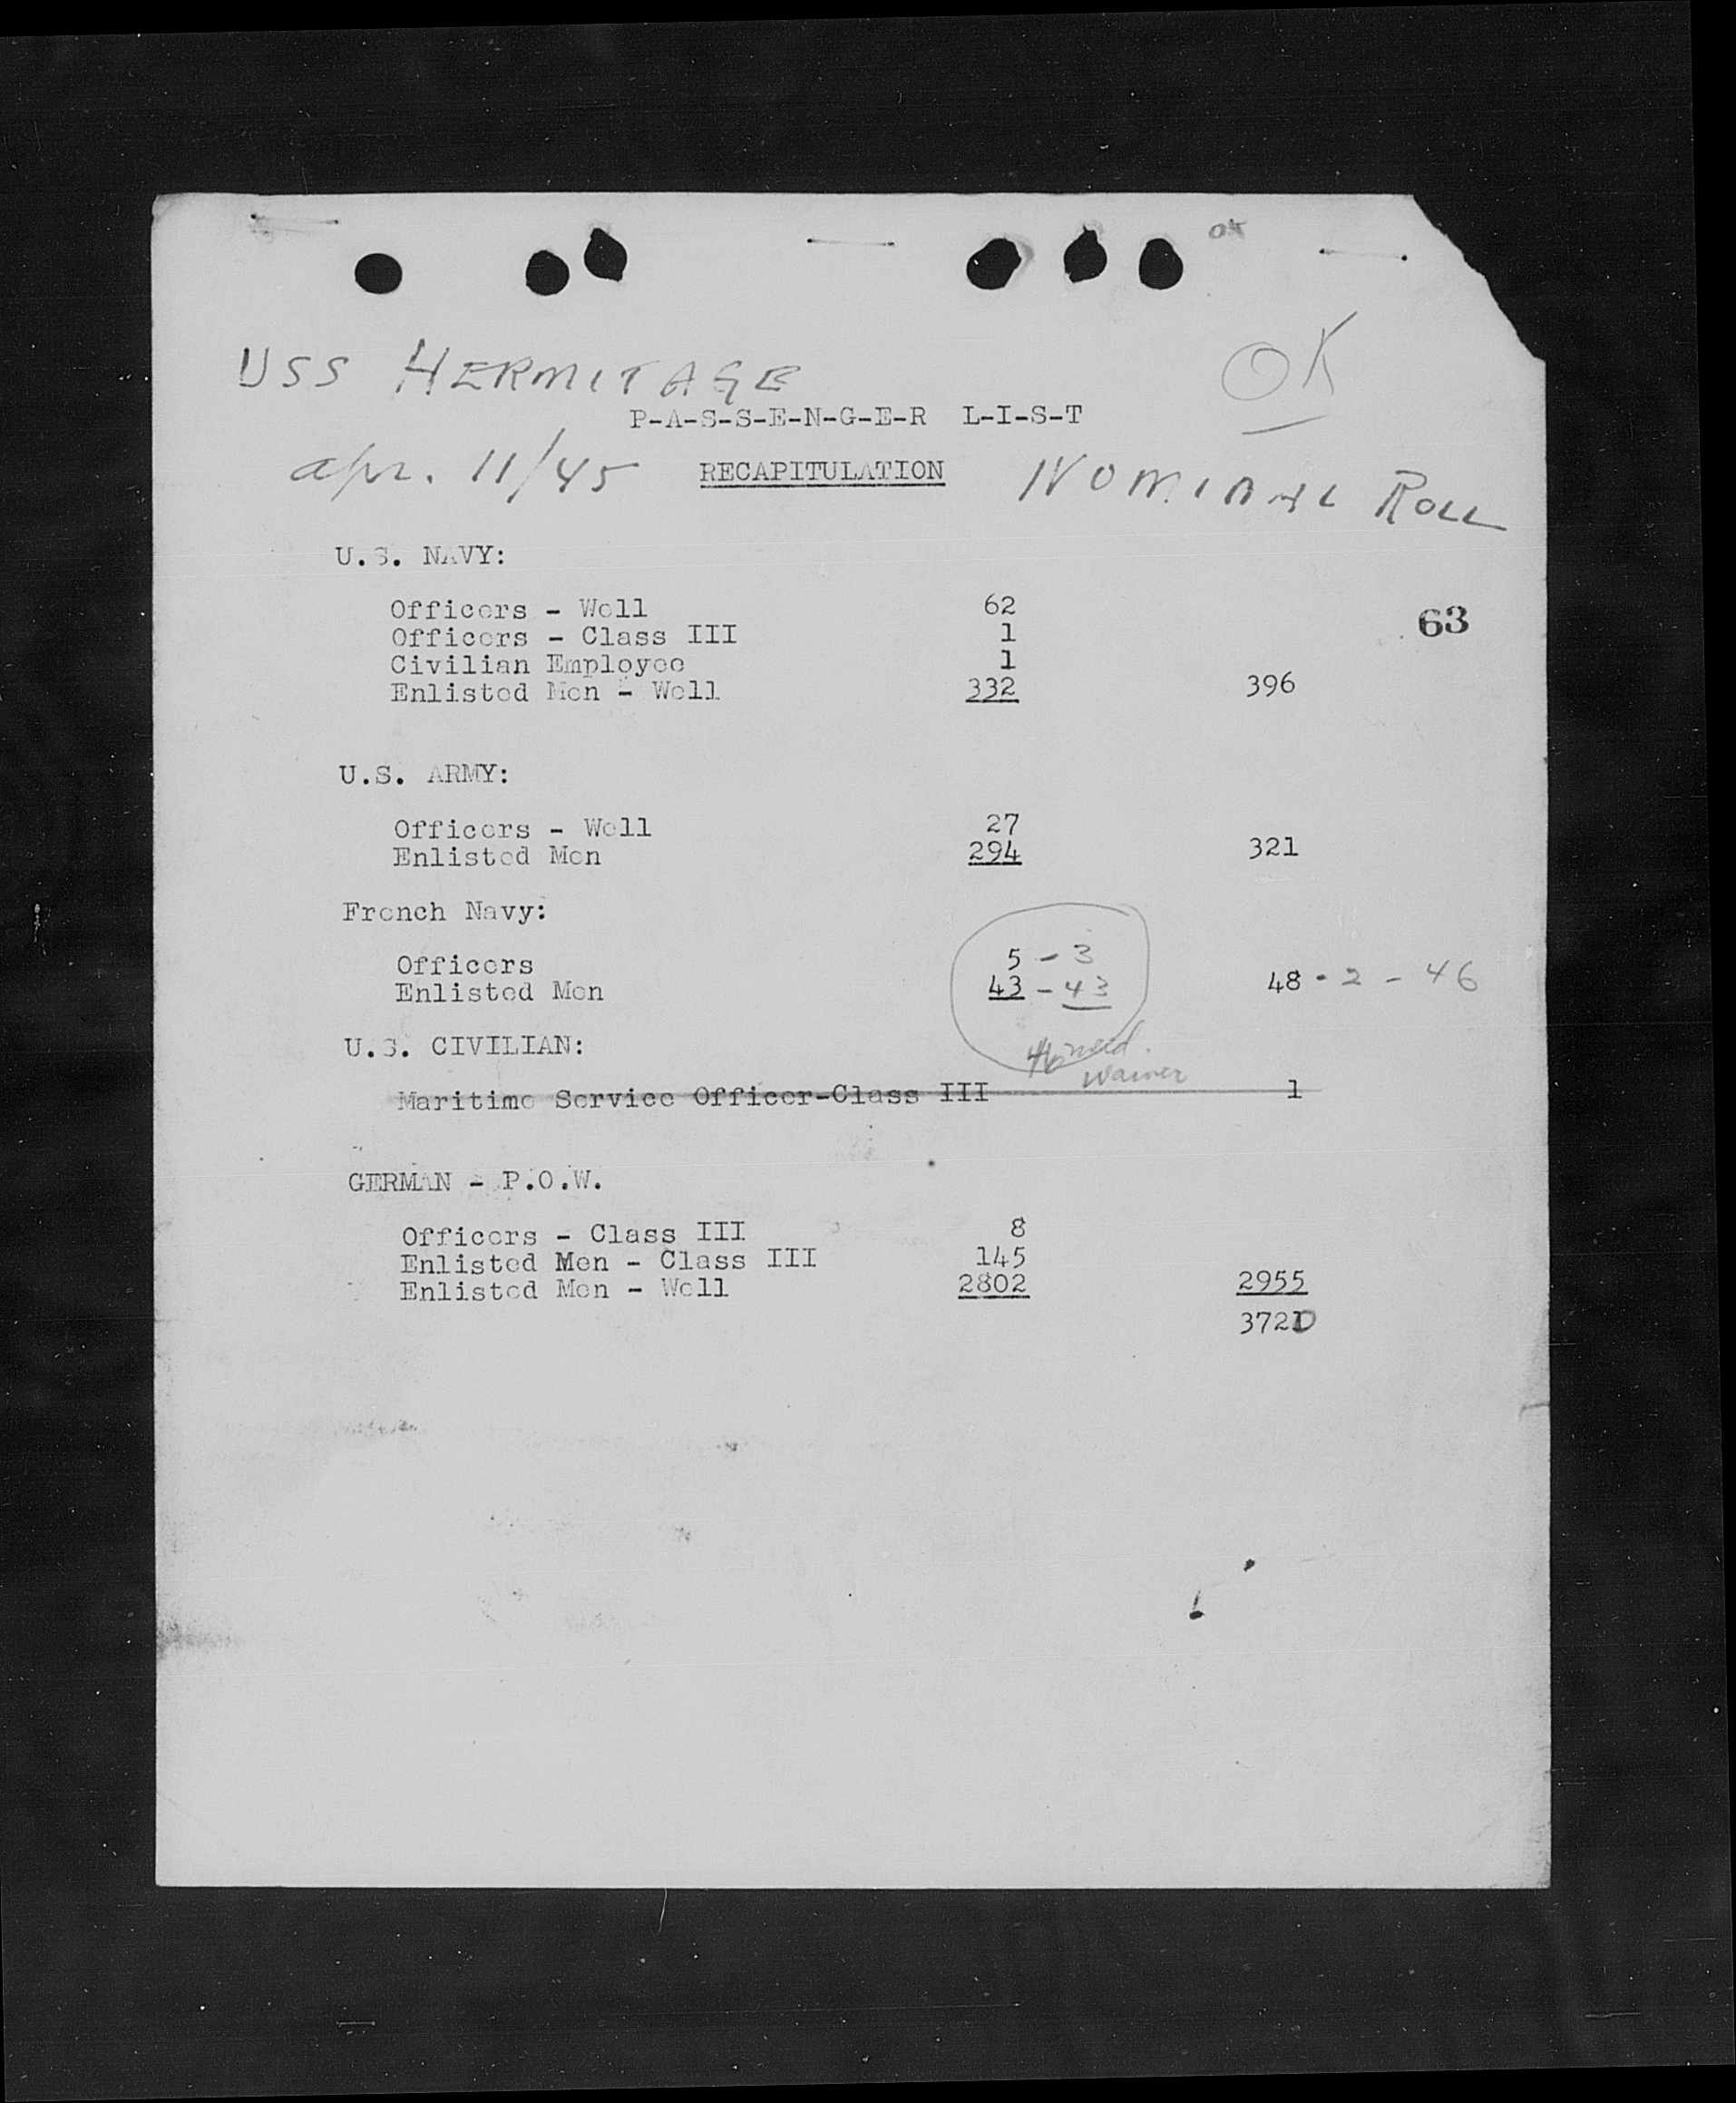 OK
USS HERMITAGE
OK
P-A-S-S-E-N-G-E-R L-I-S-T
apr. 11/45 RECAPITULATION NOMINAL ROLL
U.S. NAVY:
Officers - Well 62
63
Officers - Class III 1
Civilian Employee 1
Enlisted Men - Well 332 396
U.S. ARMY:
Officers - Well 27
Enlisted Men 294 321
French Navy:
Officers 5 - 3
Enlisted Men 43 - 43 48 - 2 - 46
U.S. CIVILIAN:
46 need
waiver
Maritime Service Officer-Class III 1
GERMAN - P.O.W.
Officers - Class III 8
Enlisted Men - Class III 145
Enlisted Men - Well 2802 2955
3720